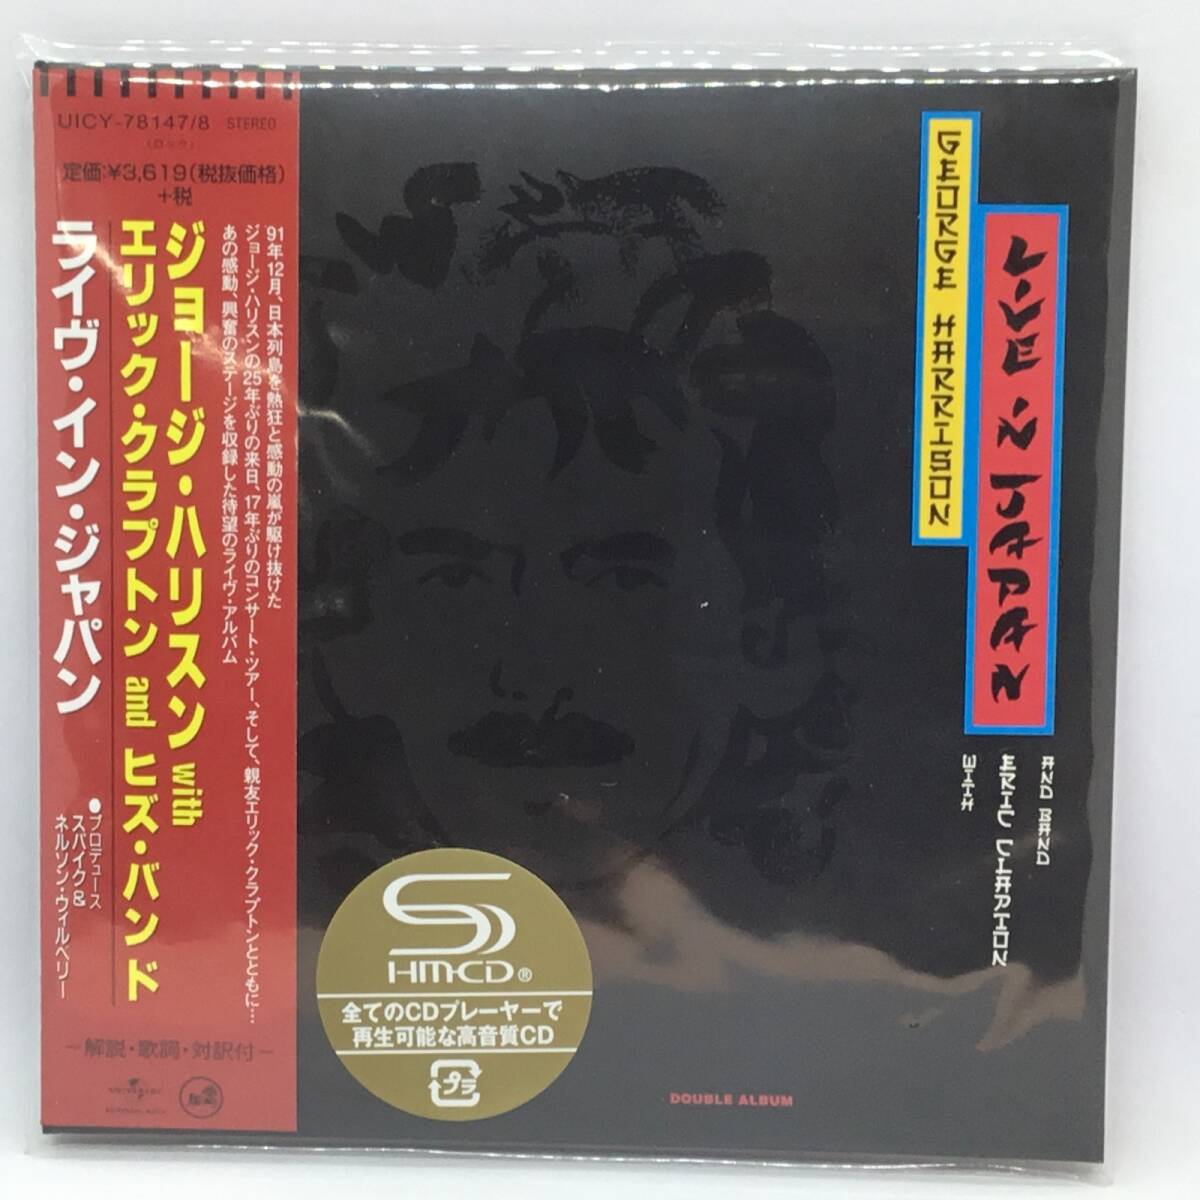 UICY-78147/8 STEREO
(ロック)
定価:¥3,619(税抜価格)
+税
'91年12月、日本列島を熱狂と感動の嵐が駆け抜けた
ジョージ・ハリスンの25年ぶりの来日、17年ぶりのコンサート・ツアー、そして、親友エリック・クラプトンとともに…
あの感動、興奮のステージを収録した待望のライヴ・アルバム
ジョージ・ハリスン with
エリック・クラプトン and ヒズ・バンド
ライヴ・イン・ジャパン
•プロデュース
スパイク&
ネルソン・ウィルベリー
-解説・歌詞・対訳付-
UNIVERSAL
GEORGE HARRISON
LIVE IN JAPAN
WITH
ERIC CLAPTON
AND BAND
SHM-CD®
全てのCDプレーヤーで
再生可能な高音質CD
プラ
DOUBLE ALBUM